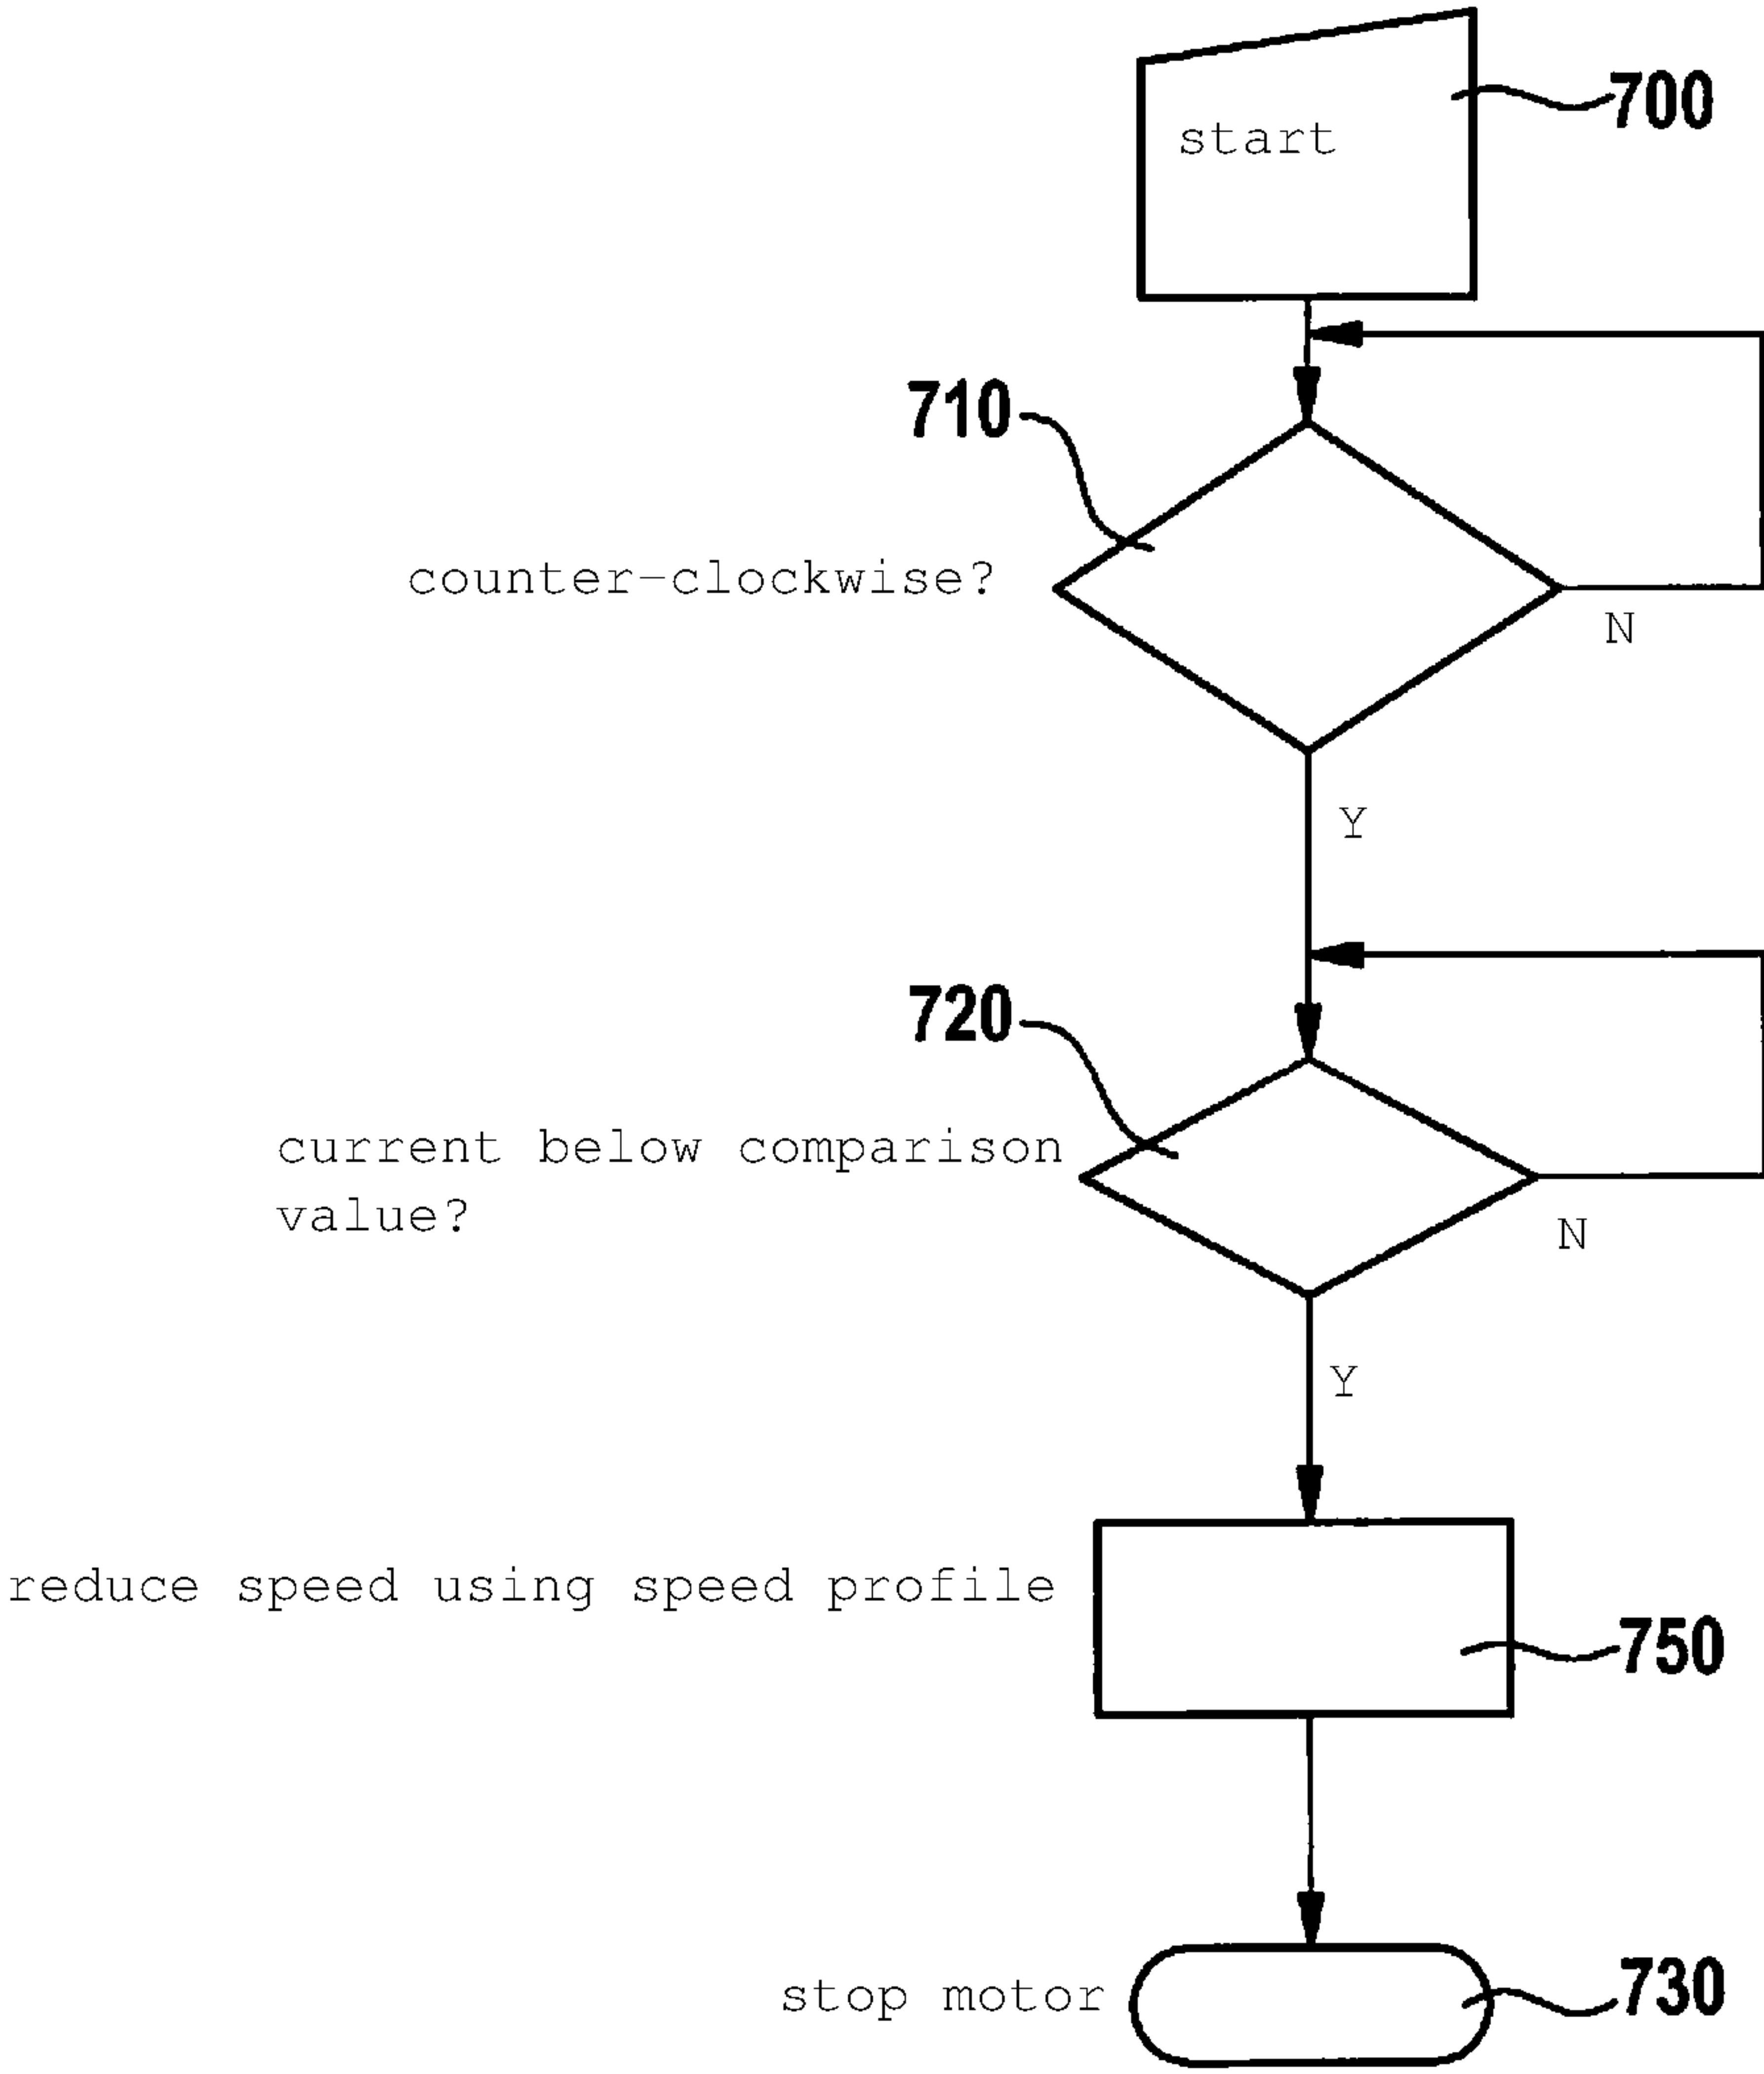 700
start
710
counter-clockwise?
N
Y
720
current below comparison
value?
N
Y
reduce speed using speed profile
750
stop motor
730